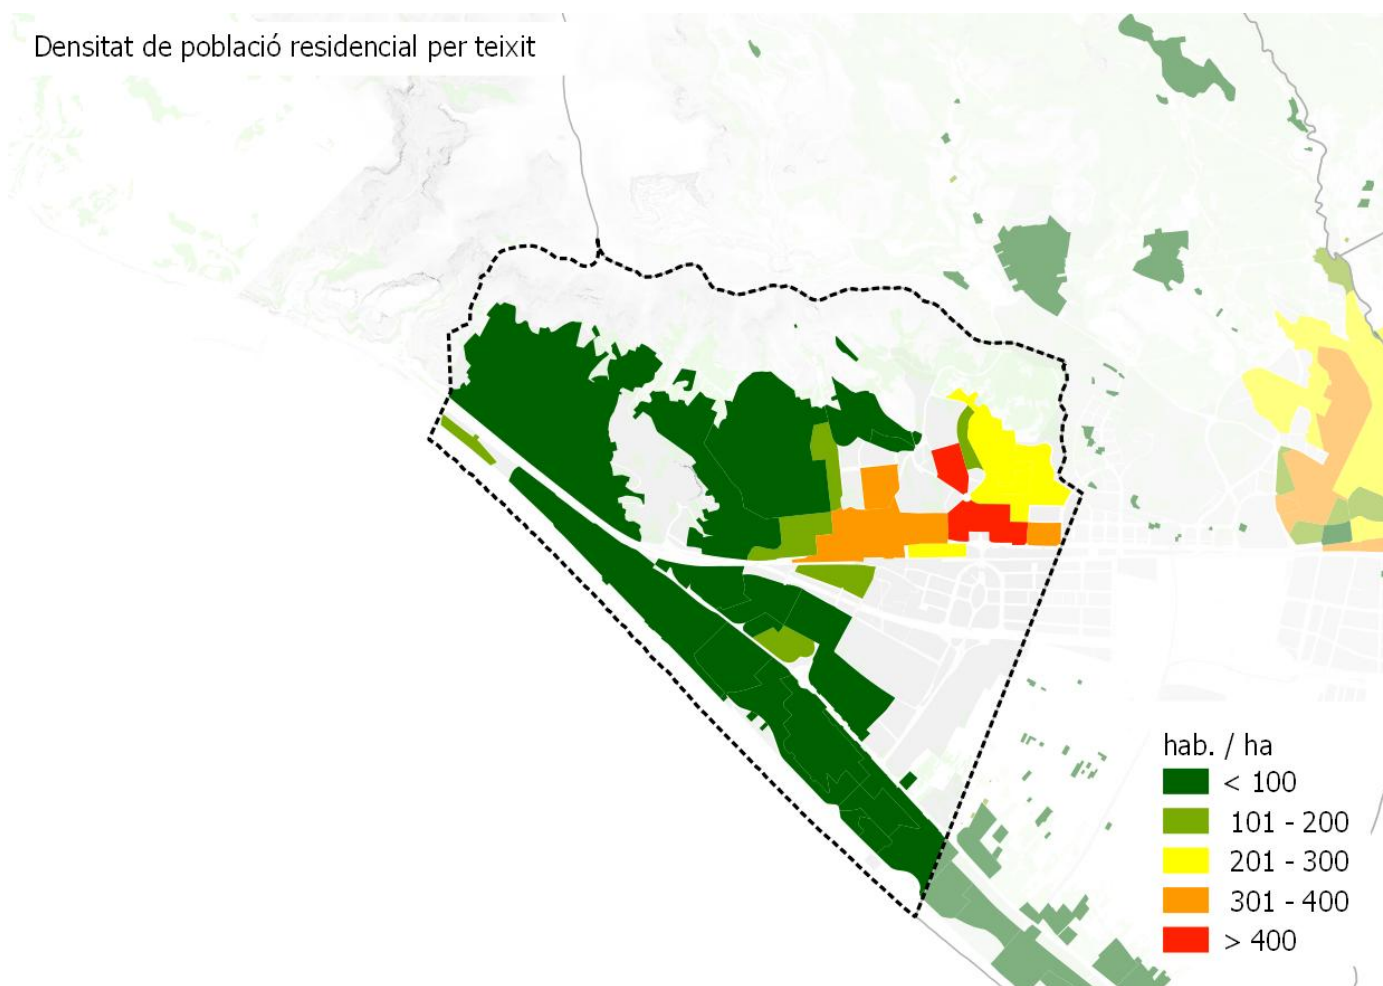 Densitat de població residencial per teixit
hab. / ha
< 100
101 - 200
201 - 300
301 - 400
> 400